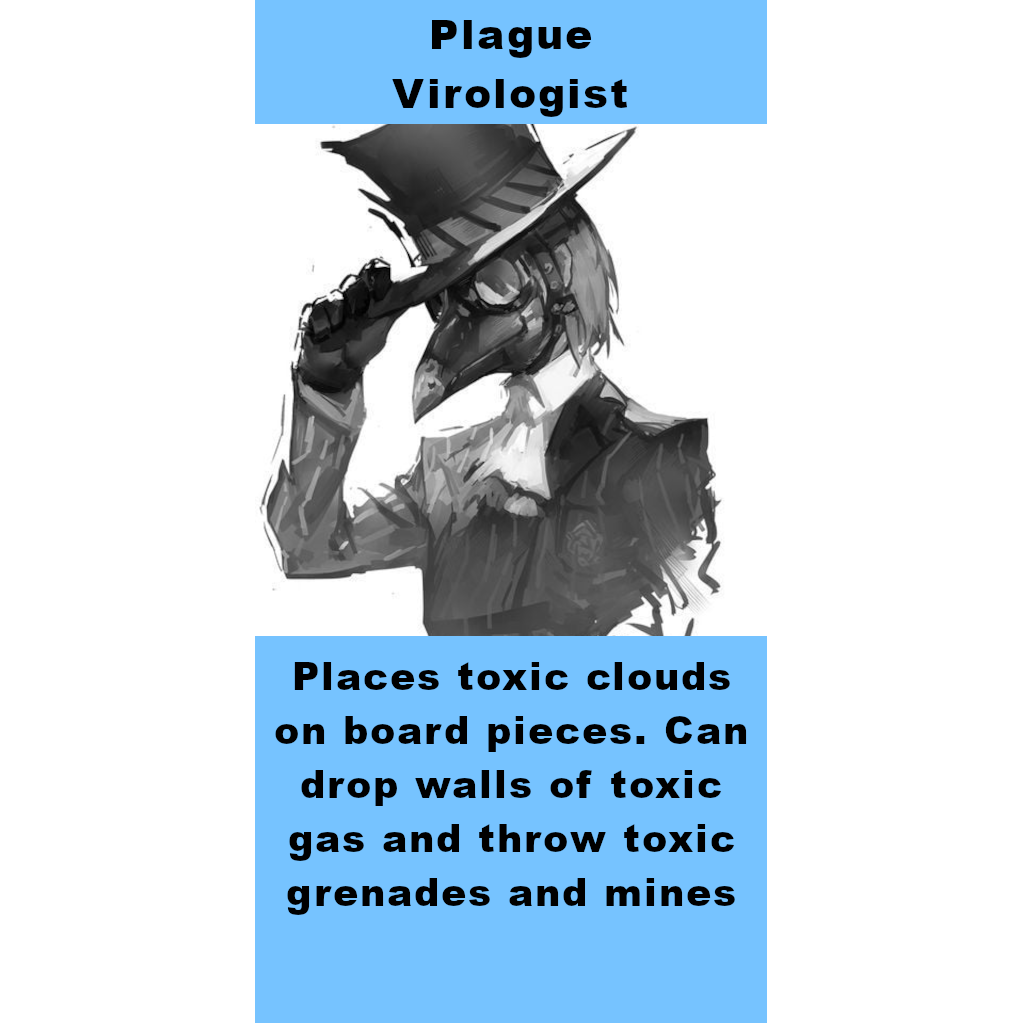 Plague
Virologist
Places toxic clouds
on board pieces. Can
drop walls of toxic
gas and throw toxic
grenades and mines